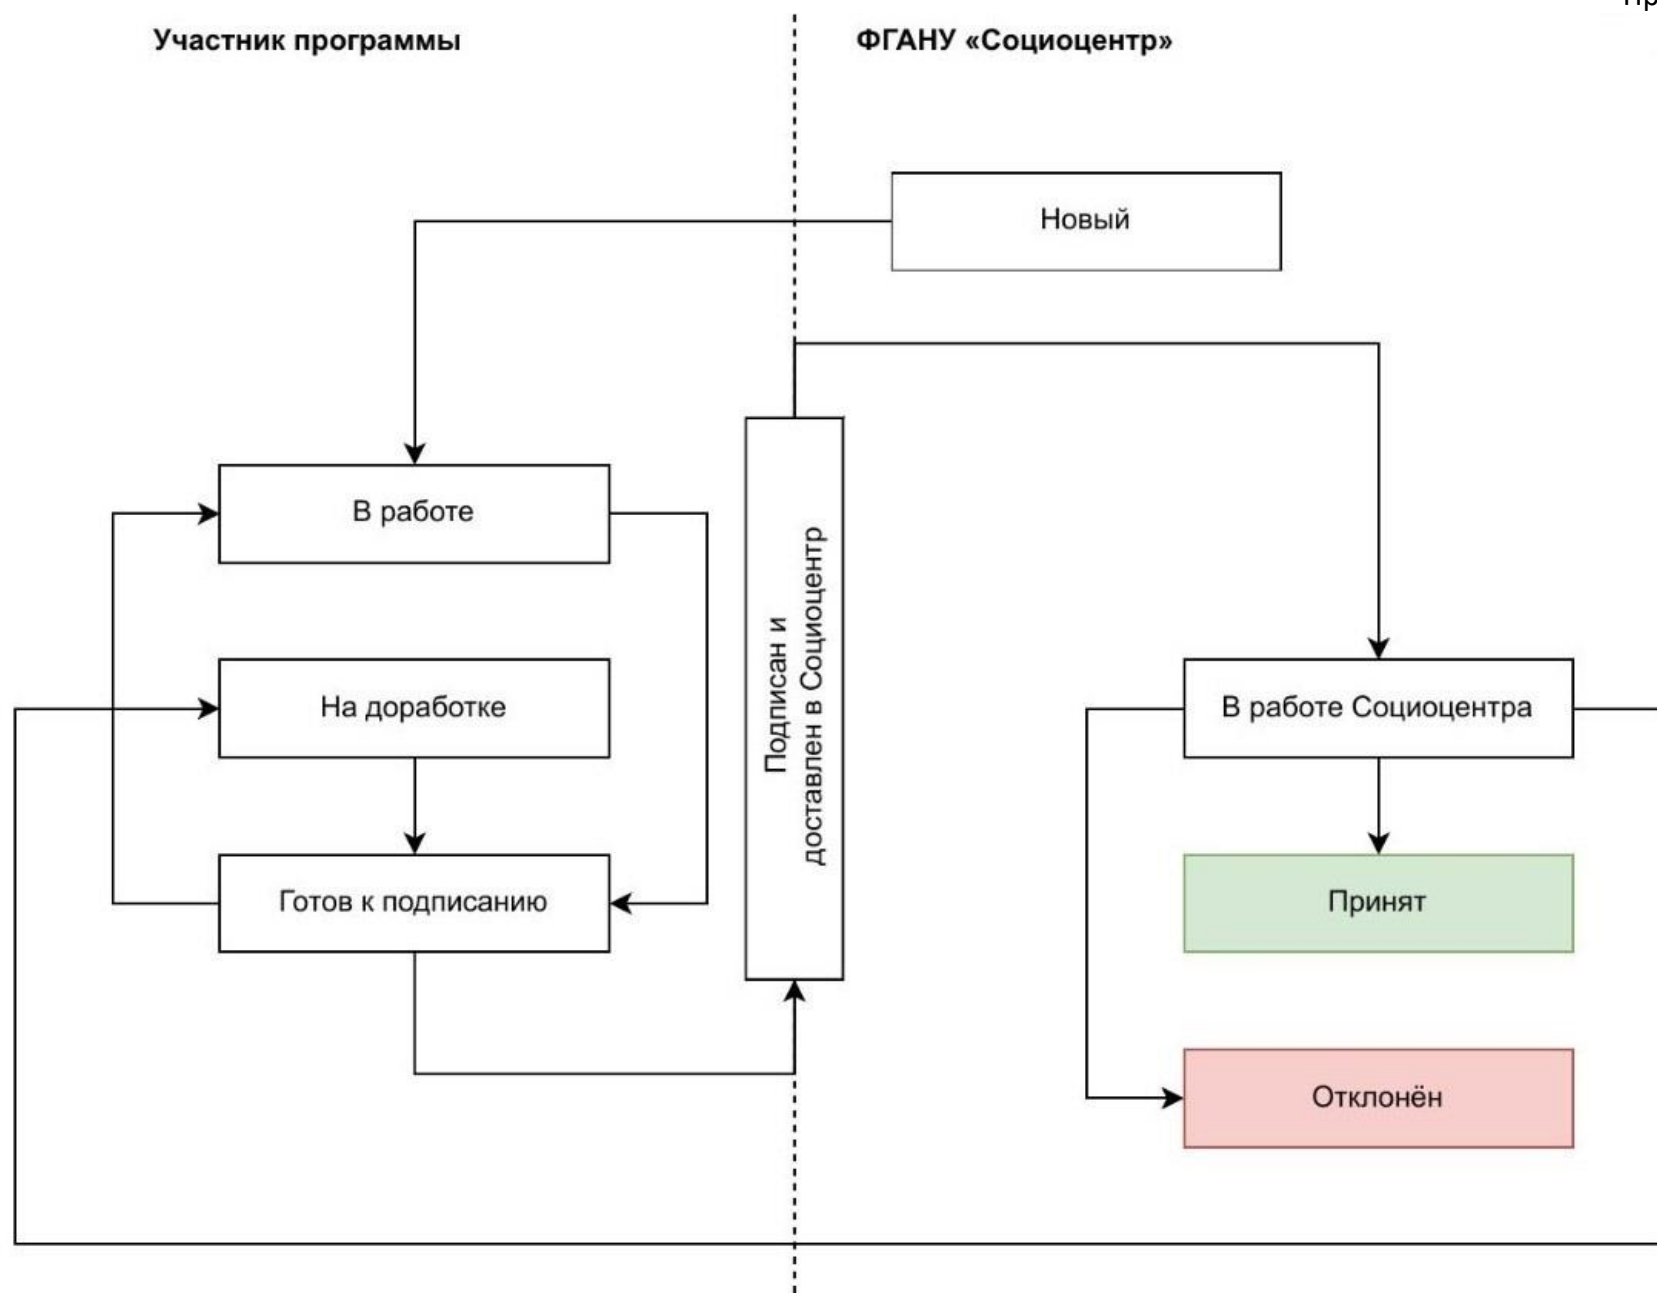 Участник программы
ФГАНУ «Социоцентр»
Новый
В работе
На доработке
Готов к подписанию
Подписан и
доставлен в Социоцентр
В работе Социоцентра
Принят
Отклонён